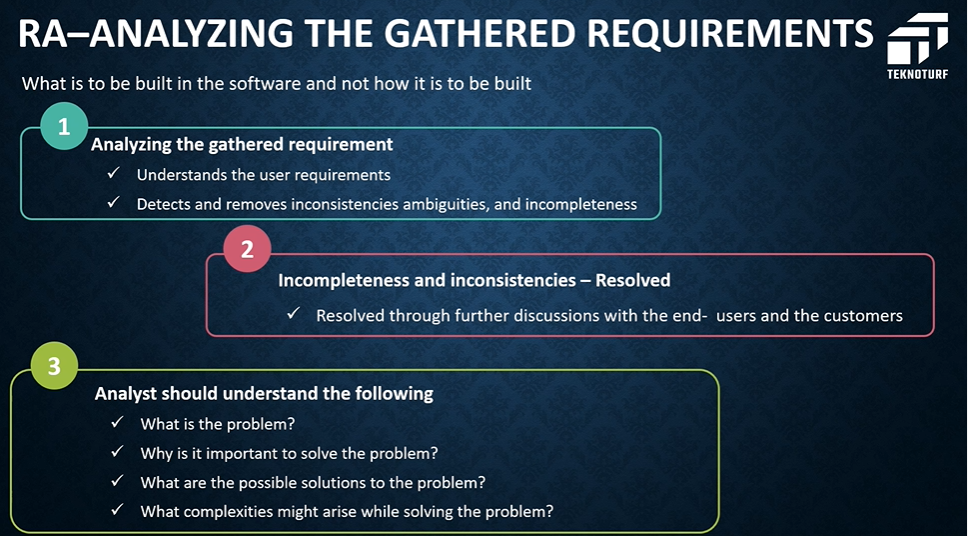 RA–ANALYZING THE GATHERED REQUIREMENTS
TEKNOTURF
What is to be built in the software and not how it is to be built
1
Analyzing the gathered requirement
✓ Understands the user requirements
✓ Detects and removes inconsistencies ambiguities, and incompleteness
2
Incompleteness and inconsistencies – Resolved
✓ Resolved through further discussions with the end- users and the customers
3
Analyst should understand the following
✓ What is the problem?
✓ Why is it important to solve the problem?
✓ What are the possible solutions to the problem?
✓ What complexities might arise while solving the problem?